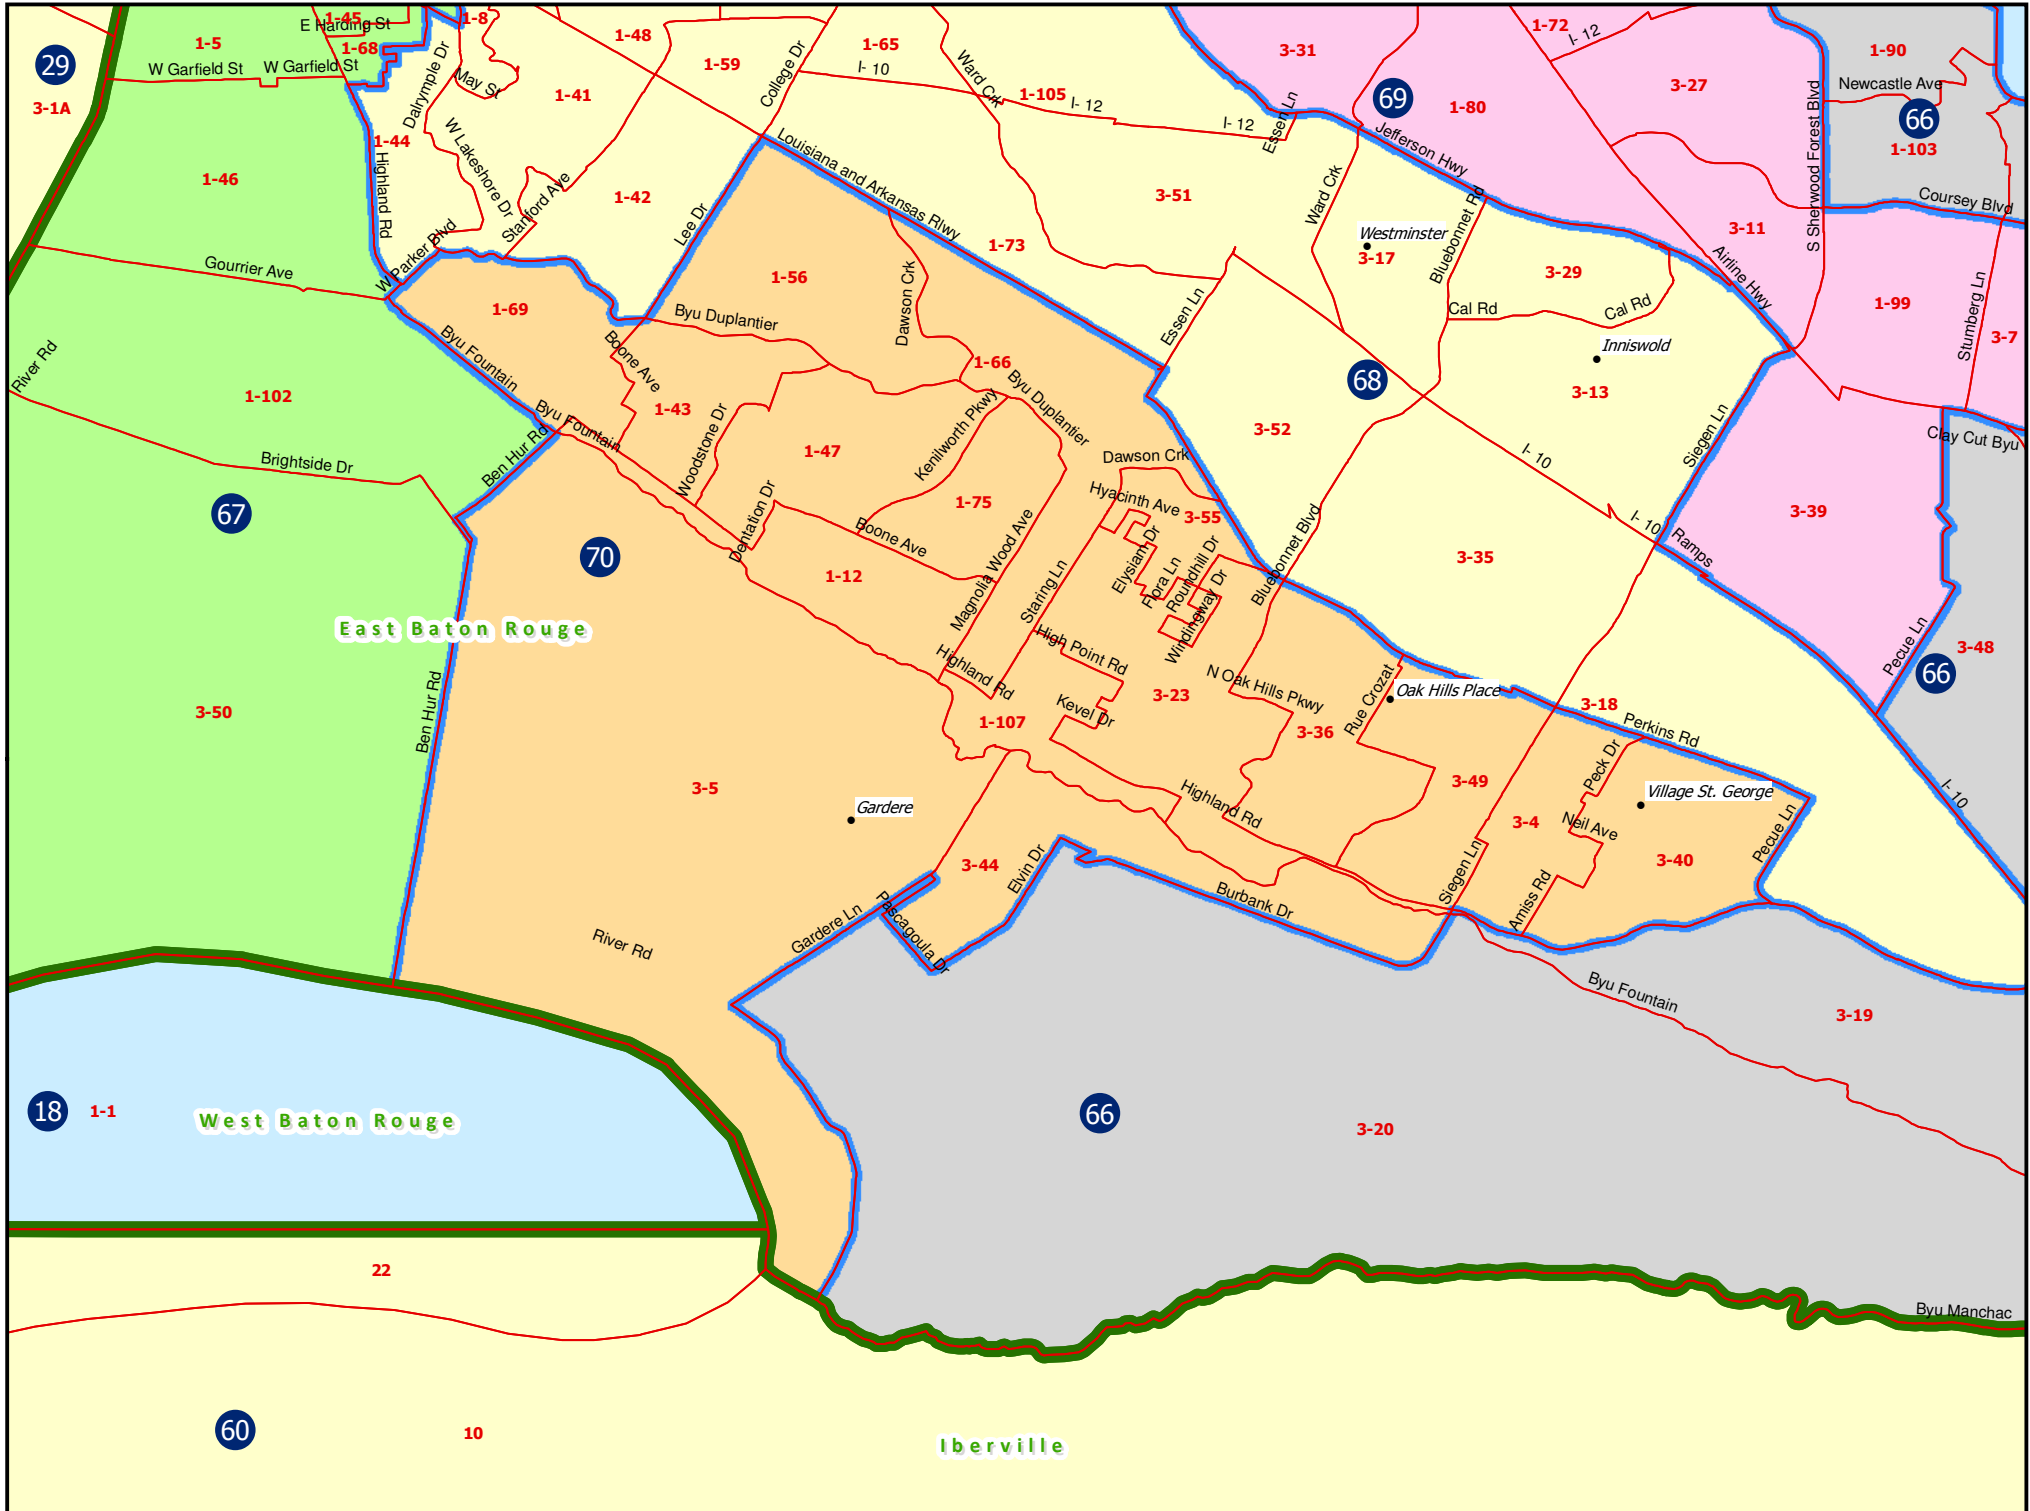 1-45
E Harding St
1-8
1-5
1-68
W Garfield St
W Garfield St
29
3-1A
Dalrymple Dr
May St
1-41
1-48
1-59
College Dr
1-65
I- 10
Ward Crk
1-105
I- 12
I- 12
Essen Ln
3-31
69
1-80
1-72
I- 12
3-27
1-90
Newcastle Ave
66
1-103
S Sherwood Forest Blvd
Coursey Blvd
1-44
Highland Rd
W Lakeshore Dr
Stanford Ave
1-42
Lee Dr
Louisiana and Arkansas Rlwy
1-73
3-51
Ward Crk
Jefferson Hwy
Bluebonnet Rd
Westminster
3-17
3-29
3-11
Airline Hwy
1-46
Gourrier Ave
W Parker Blvd
1-69
1-56
Byu Duplantier
Dawson Crk
Essen Ln
Cal Rd
Cal Rd
Inniswold
1-99
Stumberg Ln
3-7
River Rd
1-102
Byu Fountain
Boone Ave
1-43
1-66
Byu Duplantier
68
3-13
3-52
Brightside Dr
Ben Hur Rd
Byu Fountain
Woodstone Dr
1-47
Kenilworth Pkwy
Dawson Crk
I- 10
Siegen Ln
Clay Cut Byu
67
Dentation Dr
1-75
Boone Ave
Hyacinth Ave
3-55
3-39
I- 10
Ramps
70
1-12
Magnolia Wood Ave
Staring Ln
Elysiam Dr
Flora Ln
Roundhill Dr
Windingway Dr
Bluebonnet Blvd
3-35
East Baton Rouge
Ben Hur Rd
3-50
Highland Rd
High Point Rd
3-23
N Oak Hills Pkwy
Kevel Dr
1-107
3-36
Rue Crozat
Oak Hills Place
3-18
Perkins Rd
Pecue Ln
3-48
66
3-5
Gardere
Highland Rd
3-49
Peck Dr
Village St. George
I- 10
3-4
Neil Ave
3-44
Elvin Dr
3-40
Pecue Ln
Siegen Ln
Amiss Rd
Burbank Dr
Pascagoula Dr
Gardere Ln
River Rd
Byu Fountain
3-19
18
1-1
West Baton Rouge
66
3-20
22
Byu Manchac
60
10
Iberville